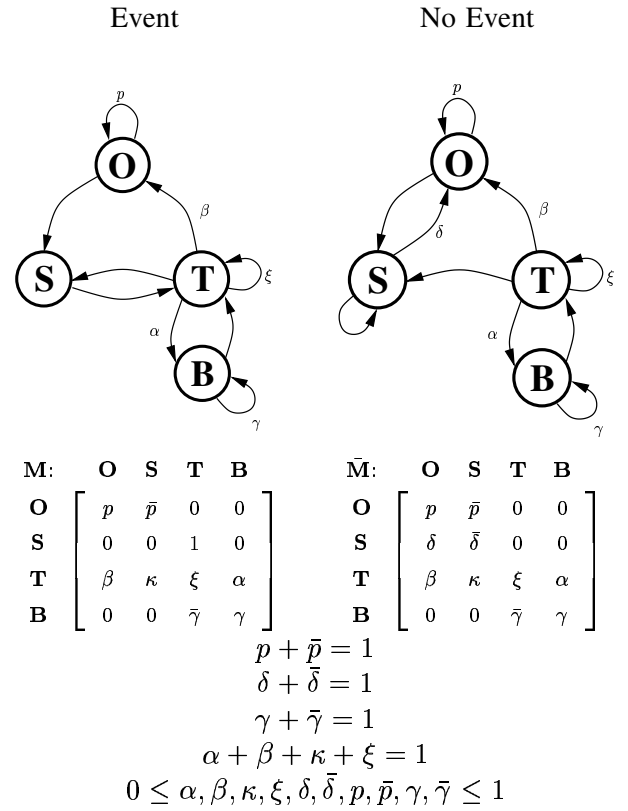 Event No Event
p p
O O
β β
δ
S T ξ S T ξ
α α
B B
γ γ
M: O S T B M̄: O S T B
O p p̄ 0 0 O p p̄ 0 0
S 0 0 1 0 S δ δ̄ 0 0
T β κ ξ α T β κ ξ α
B 0 0 γ̄ γ B 0 0 γ̄ γ
p + p̄ = 1
δ + δ̄ = 1
γ + γ̄ = 1
α + β + κ + ξ = 1
0 ≤ α, β, κ, ξ, δ, δ̄, p, p̄, γ, γ̄ ≤ 1